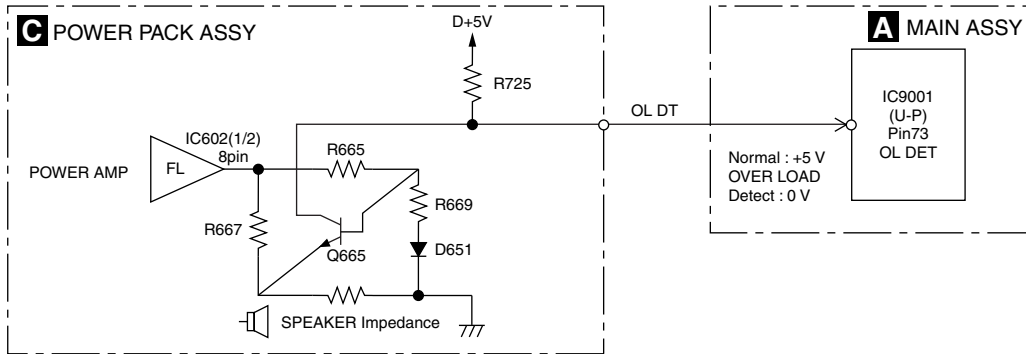 C POWER PACK ASSY
D+5V
R725
A MAIN ASSY
IC9001
(U-P)
Pin73
OL DET
OL DT
Normal : +5 V
OVER LOAD
Detect : 0 V
IC602(1/2)
8pin
POWER AMP
FL
R665
R669
R667
Q665
D651
SPEAKER Impedance